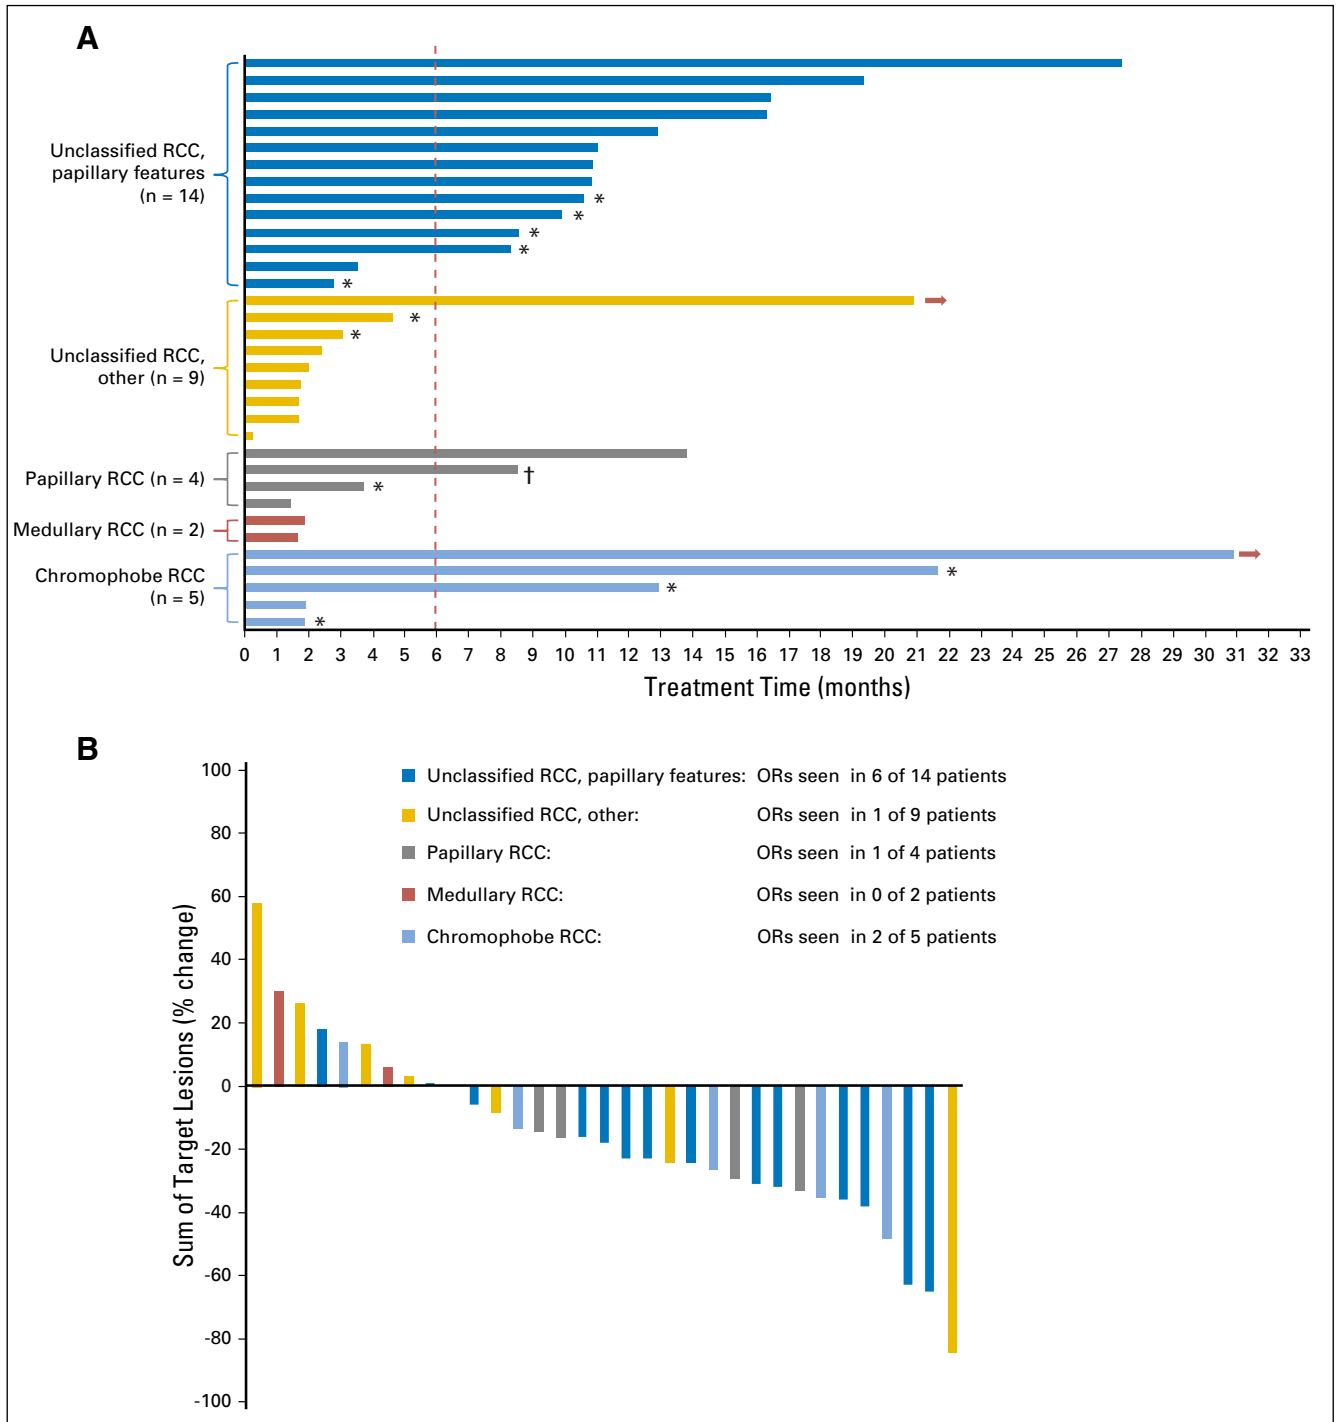 A
Unclassified RCC,
papillary features
(n = 14)
*
*
*
*
*
Unclassified RCC,
other (n = 9)
*
*
Papillary RCC (n = 4)
†
*
Medullary RCC (n = 2)
Chromophobe RCC
(n = 5)
*
*
*
0 1 2 3 4 5 6 7 8 9 10 11 12 13 14 15 16 17 18 19 20 21 22 23 24 25 26 27 28 29 30 31 32 33
Treatment Time (months)
B
Sum of Target Lesions (% change)
100
80
60
40
20
0
-20
-40
-60
-80
-100
Unclassified RCC, papillary features: ORs seen in 6 of 14 patients
Unclassified RCC, other: ORs seen in 1 of 9 patients
Papillary RCC: ORs seen in 1 of 4 patients
Medullary RCC: ORs seen in 0 of 2 patients
Chromophobe RCC: ORs seen in 2 of 5 patients